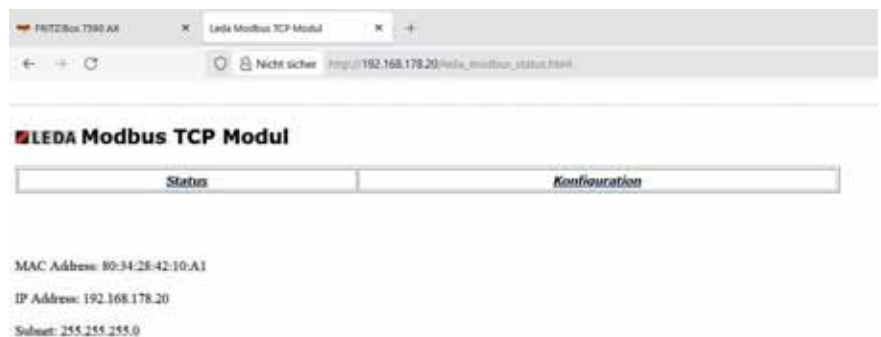 FRITZ!Box 7590 AX
Leda Modbus TCP Modul
Nicht sicher http://192.168.178.20/leda_modbus_status.html
LEDA Modbus TCP Modul
Status Konfiguration
MAC Address: 80:34:28:42:10:A1
IP Address: 192.168.178.20
Subnet: 255.255.255.0